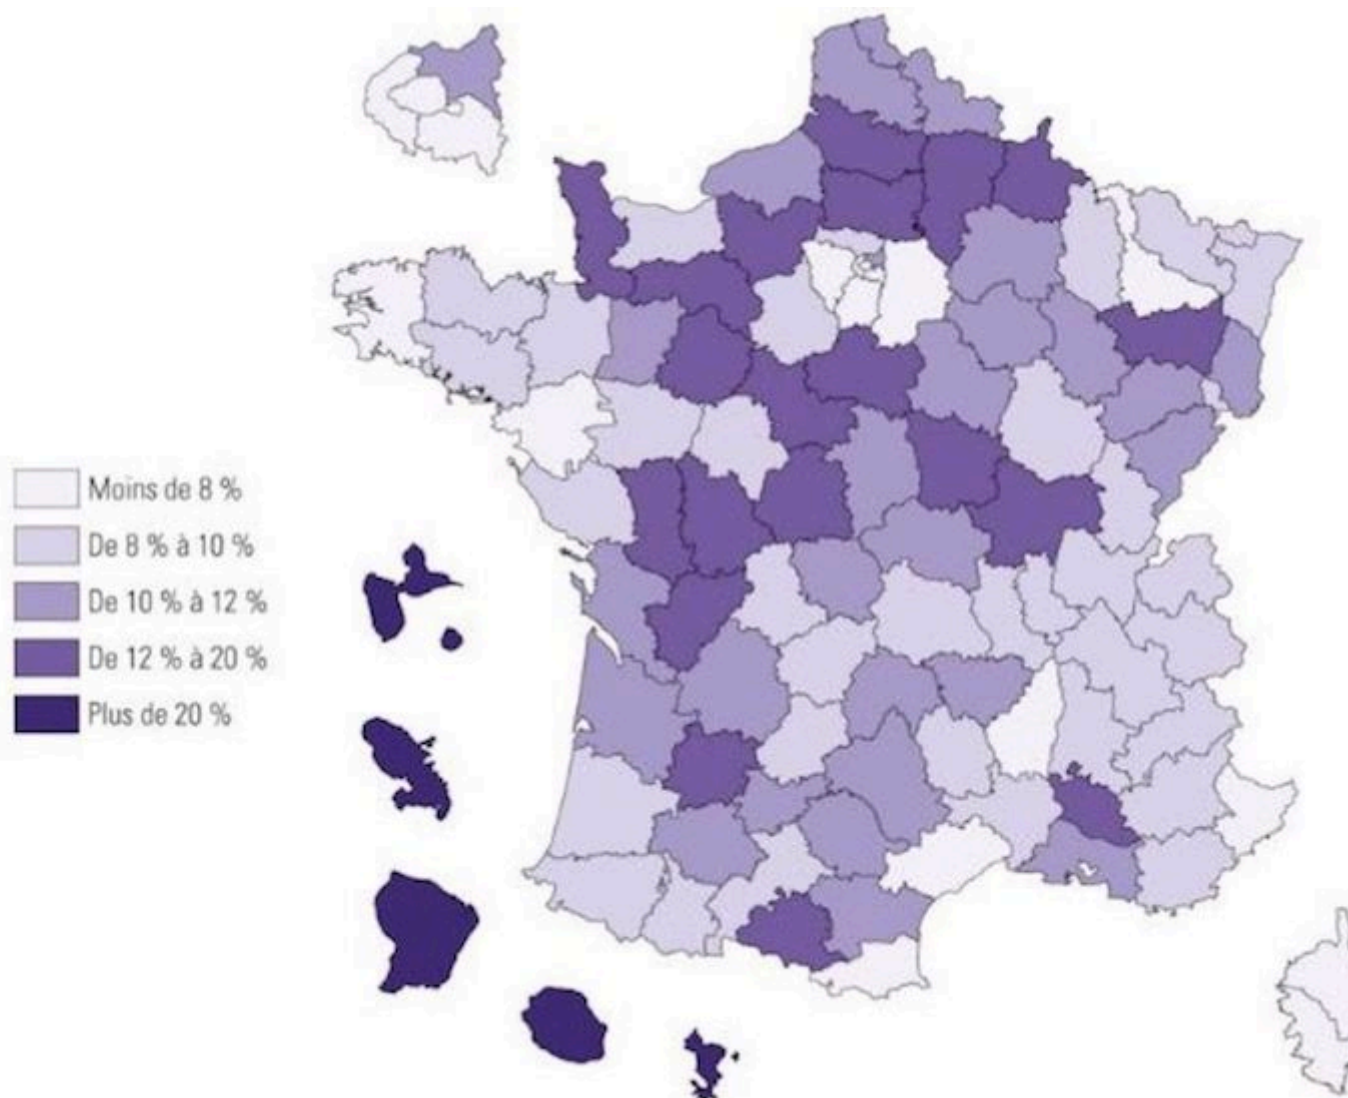 Moins de 8 %
De 8 % à 10 %
De 10 % à 12 %
De 12 % à 20 %
Plus de 20 %